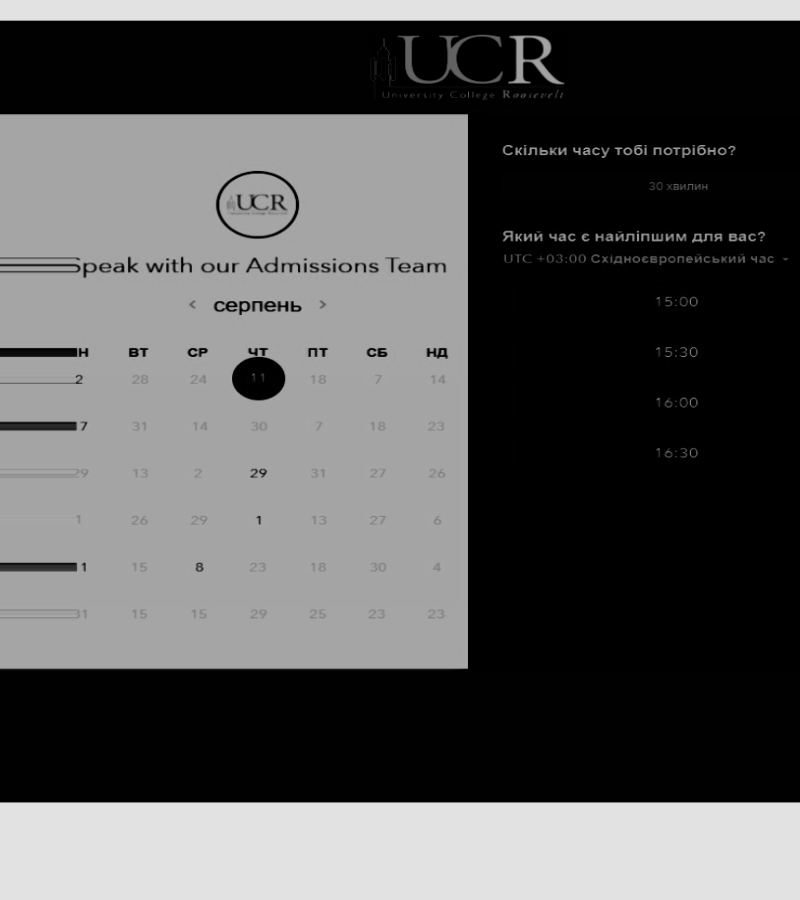 UCR
University College Roosevelt
UCR
Speak with our Admissions Team
< серпень >
Н ВТ СР ЧТ ПТ СБ НД
2 28 24 11 18 7 14
7 31 14 30 7 18 23
29 13 2 29 31 27 26
1 26 29 1 13 27 6
1 15 8 23 18 30 4
31 15 15 29 25 23 23
Скільки часу тобі потрібно?
30 хвилин
Який час є найліпшим для вас?
UTC +03:00 Східноєвропейський час
15:00
15:30
16:00
16:30